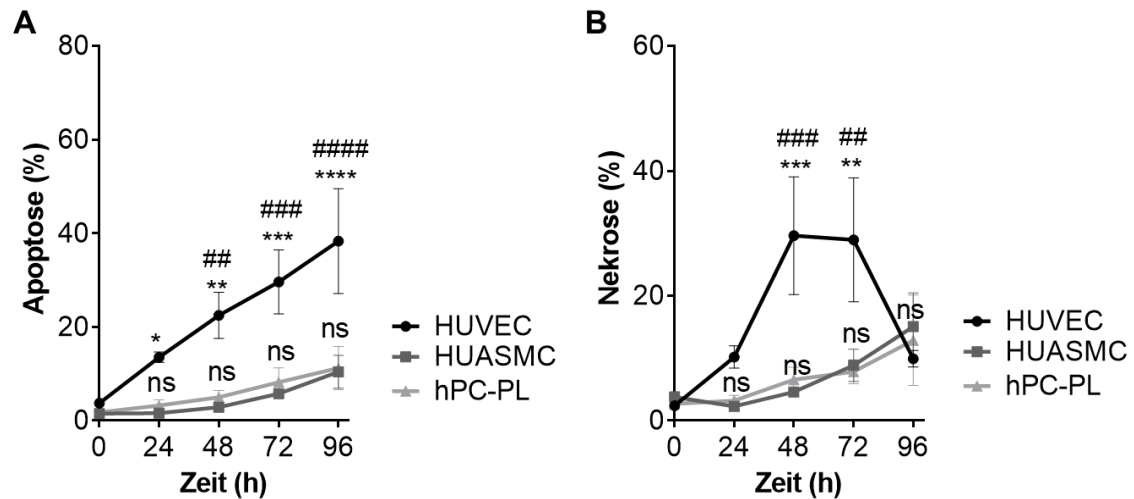 A
B
80
60
40
20
0
Apoptose (%)
####
****
###
***
##
**
*
ns
ns
ns
ns
0 24 48 72 96
Zeit (h)
HUVEC
HUASMC
hPC-PL
60
40
20
0
Nekrose (%)
###
***
##
**
ns
ns
ns
ns
0 24 48 72 96
Zeit (h)
HUVEC
HUASMC
hPC-PL